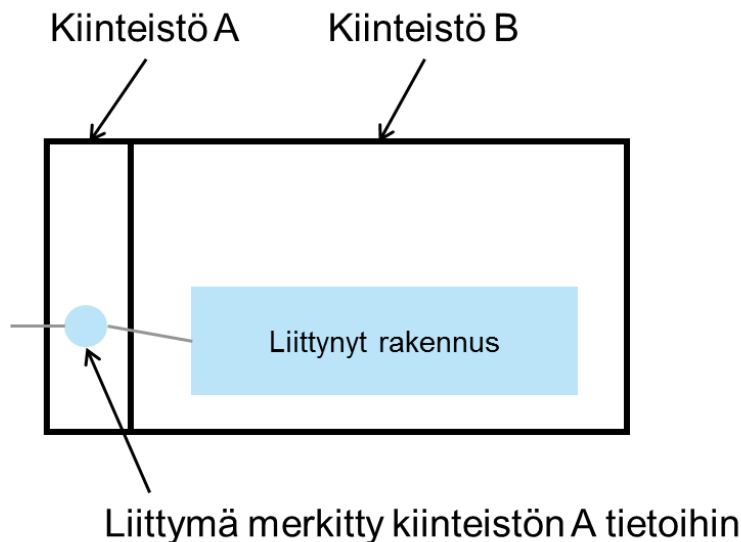 Kiinteistö A
Kiinteistö B
Liittynyt rakennus
Liittymä merkitty kiinteistön A tietoihin